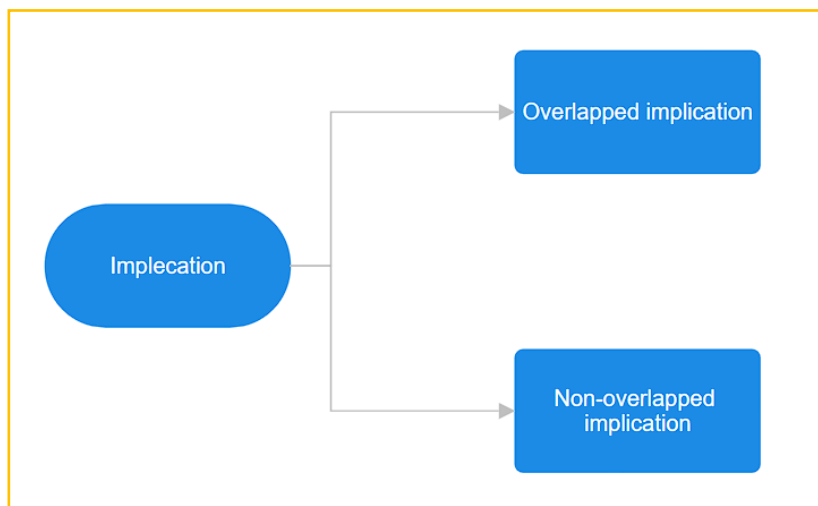 Overlapped implication
Implecation
Non-overlapped
implication